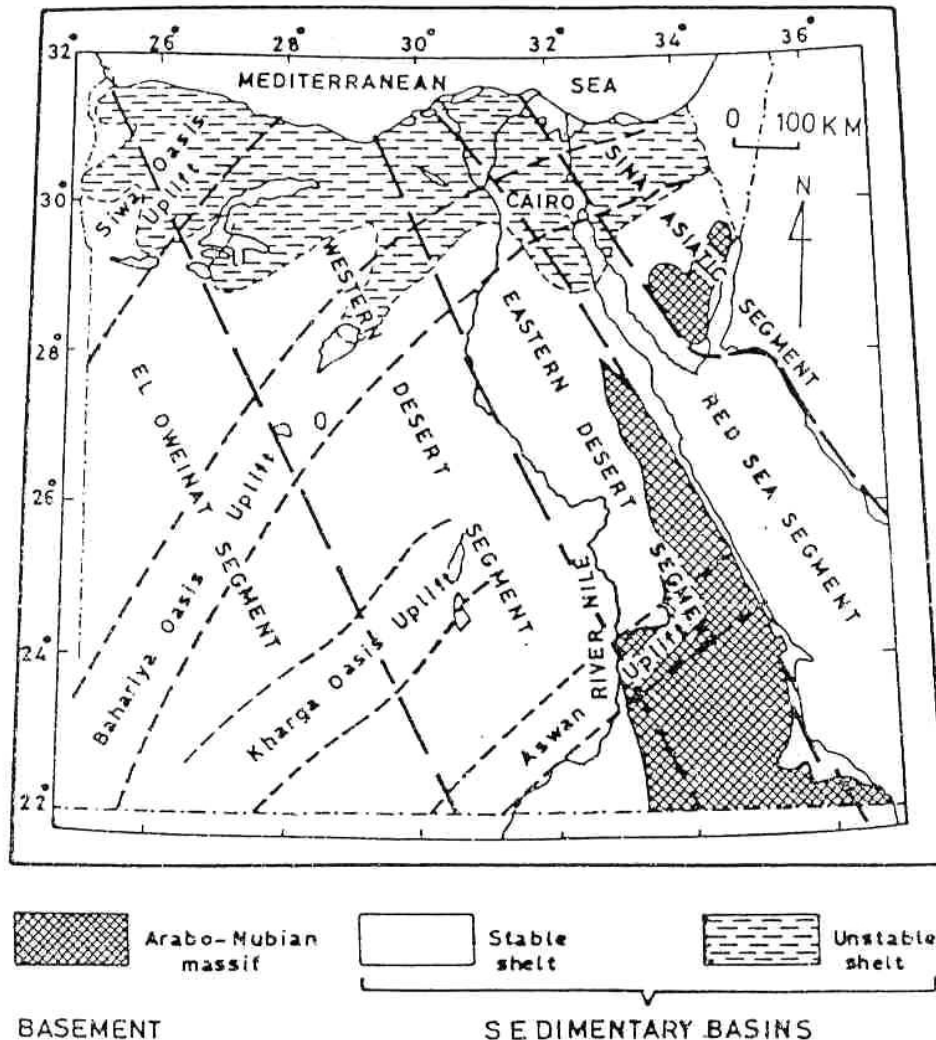 26° 28° 30° 32° 34° 36°
32°
MEDITERRANEAN SEA
0 100 KM
N
Siwa Oasis
Uplift
SINAI
30°
CAIRO
ASIATIC SEGMENT
WESTERN DESERT SEGMENT
EASTERN DESERT SEGMENT
28°
RED SEA SEGMENT
EL OWEINAT SEGMENT
26°
Bahariya Oasis Uplift
Kharga Oasis Uplift
RIVER NILE
24°
Aswan Uplift
22°
Arabo-Nubian
massif
Stable
shelt
Unstable
shelt
BASEMENT
SEDIMENTARY BASINS